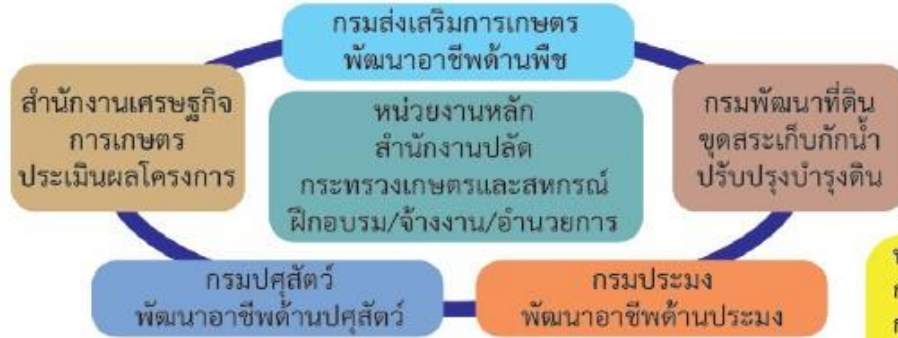 กรมส่งเสริมการเกษตร
พัฒนาอาชีพด้านพืช
สำนักงานเศรษฐกิจ
การเกษตร
ประเมินผลโครงการ
หน่วยงานหลัก
สำนักงานปลัด
กระทรวงเกษตรและสหกรณ์
ฝึกอบรม/จ้างงาน/อำนวยการ
กรมพัฒนาที่ดิน
ขุดสระเก็บกักน้ำ
ปรับปรุงบำรุงดิน
กรมปศุสัตว์
พัฒนาอาชีพด้านปศุสัตว์
กรมประมง
พัฒนาอาชีพด้านประมง